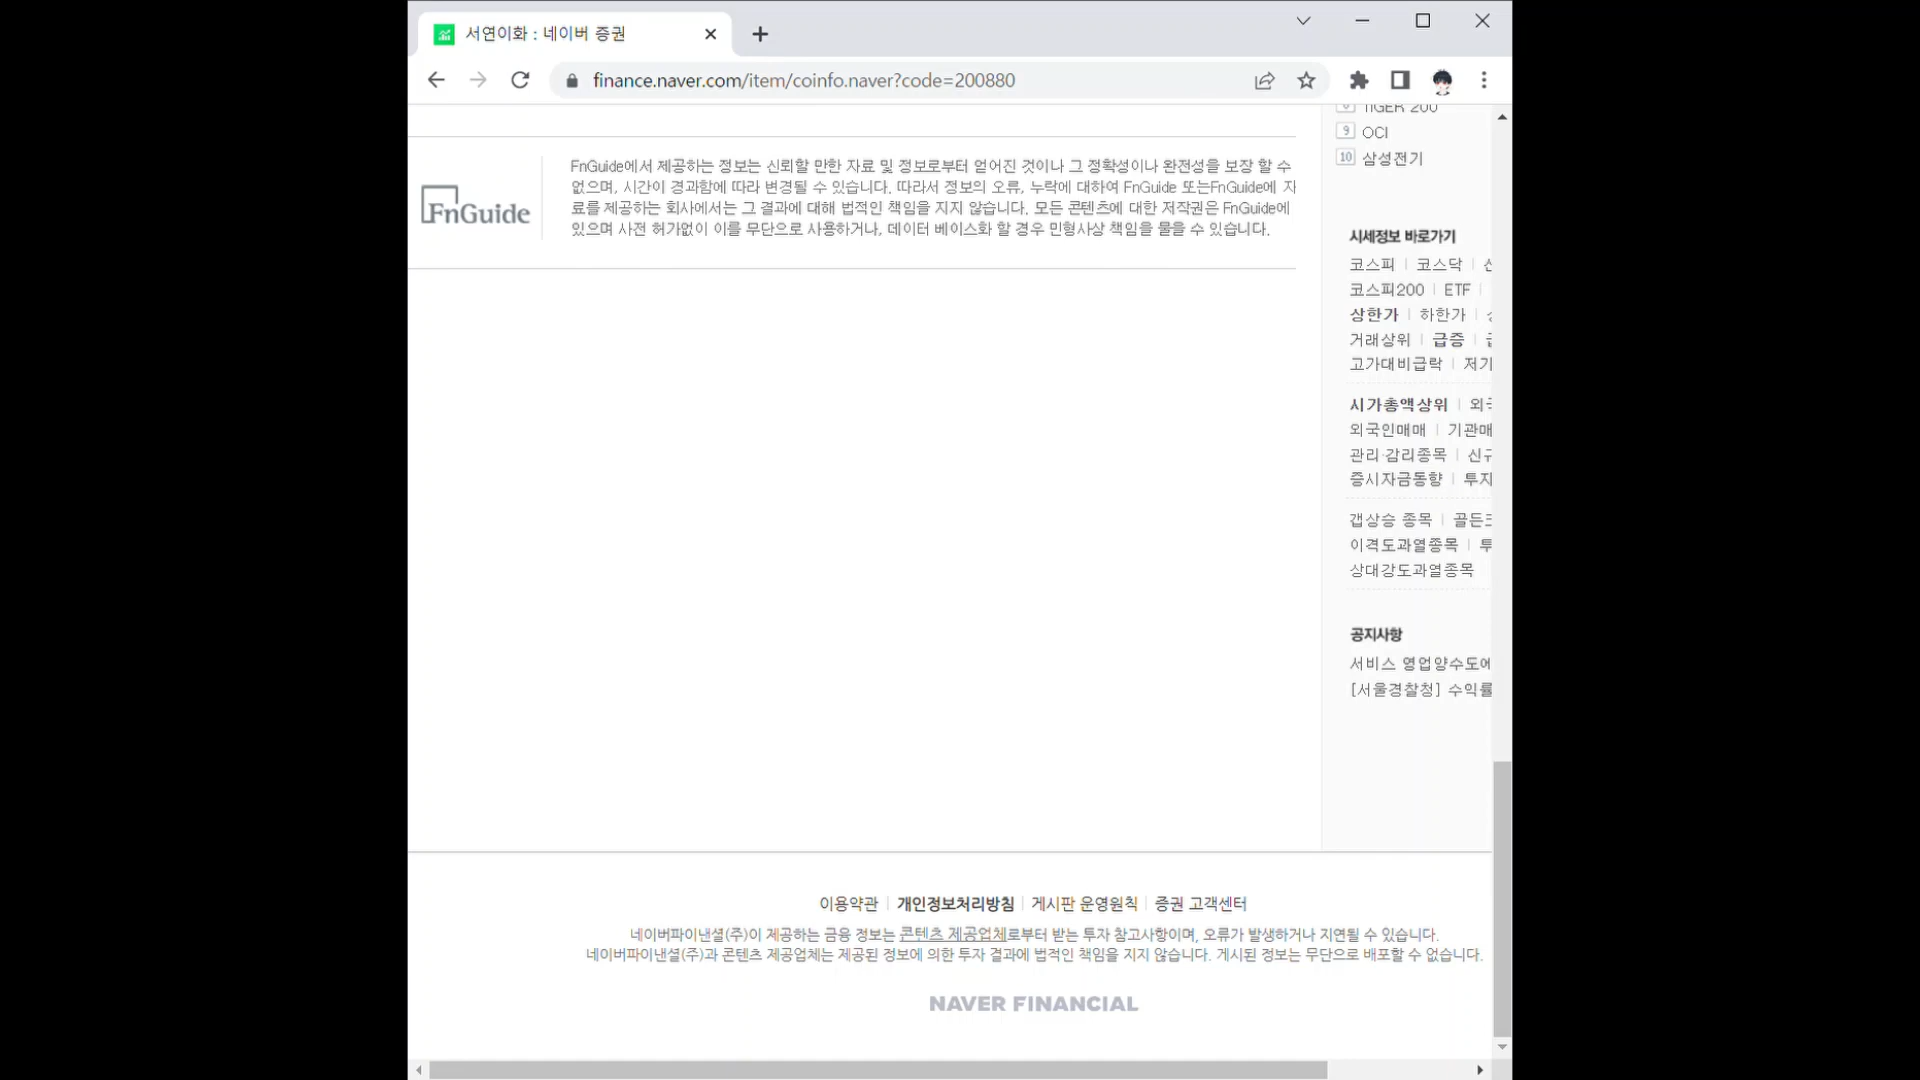 서연이화 : 네이버 증권
finance.naver.com/item/coinfo.naver?code=200880
TIGER 200
9 OCI
10 삼성전기
FnGuide
FnGuide에서 제공하는 정보는 신뢰할 만한 자료 및 정보로부터 얻어진 것이나 그 정확성이나 완전성을 보장 할 수
없으며, 시간이 경과함에 따라 변경될 수 있습니다. 따라서 정보의 오류, 누락에 대하여 FnGuide 또는FnGuide에 자
료를 제공하는 회사에서는 그 결과에 대해 법적인 책임을 지지 않습니다. 모든 콘텐츠에 대한 저작권은 FnGuide에
있으며 사전 허가없이 이를 무단으로 사용하거나, 데이터 베이스화 할 경우 민형사상 책임을 물을 수 있습니다.
시세정보 바로가기
코스피 코스닥
코스피200 ETF
상한가 하한가
거래상위 급증
고가대비급락
시가총액상위
외국인매매 기관매
관리·감리종목 신규
증시자금동향 투자
갭상승 종목
이격도과열종목 투
상대강도과열종목
공지사항
서비스 영업양수도에
[서울경찰청] 수익률
이용약관 개인정보처리방침 게시판 운영원칙 증권 고객센터
네이버파이낸셜(주)이 제공하는 금융 정보는 콘텐츠 제공업체로부터 받는 투자 참고사항이며, 오류가 발생하거나 지연될 수 있습니다.
네이버파이낸셜(주)과 콘텐츠 제공업체는 제공된 정보에 의한 투자 결과에 법적인 책임을 지지 않습니다. 게시된 정보는 무단으로 배포할 수 없습니다.
NAVER FINANCIAL